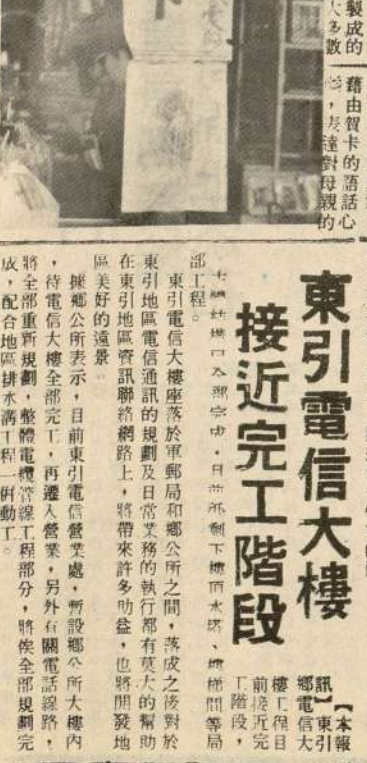 製成的
大多數
藉由賀卡的語話心
，表達對母親的
東引電信大樓
接近完工階段
【本報
訊】東引
鄉電信大
樓工程目
前接近完
工階段，
全部完成，目前所剩下樓頂水塔、樓梯間等局
部工程。
東引電信大樓座落於軍郵局和鄉公所之間，落成之後對於
東引地區電信通訊的規劃及日常業務的執行都有莫大的幫助
在東引地區資訊聯絡網路上，將帶來許多助益，也將開發地
區美好的遠景。
據鄉公所表示，目前東引電信營業處，暫設鄉公所大樓內
，待電信大樓全部完工，再遷入營業，另外有關電話線路，
將全部重新規劃，整體電纜管線工程部分，將俟全部規劃完
成，配合地區排水溝工程一併動工。